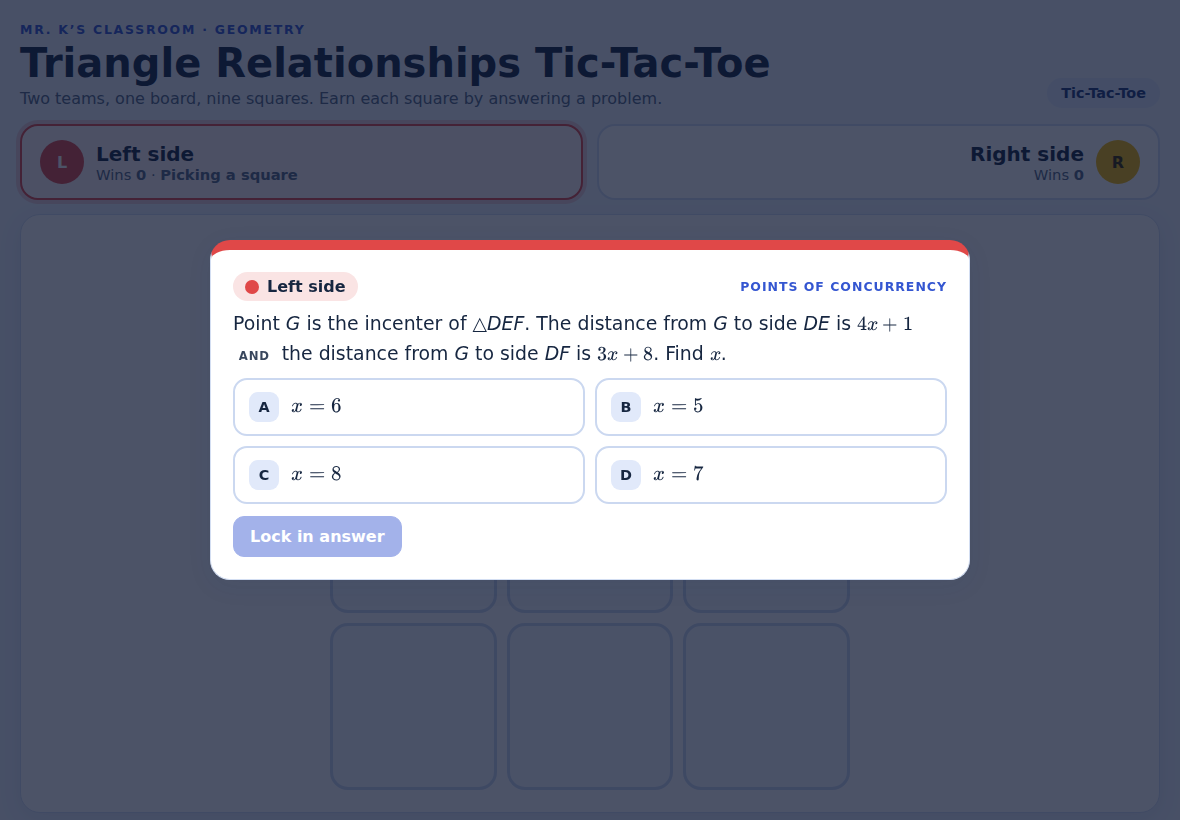 MR. K'S CLASSROOM · GEOMETRY
Triangle Relationships Tic-Tac-Toe
Two teams, one board, nine squares. Earn each square by answering a problem.
Tic-Tac-Toe
L
Left side
Wins 0 · Picking a square
Right side
Wins 0
R
Left side
POINTS OF CONCURRENCY
Point G is the incenter of △DEF. The distance from G to side DE is 4x + 1
AND the distance from G to side DF is 3x + 8. Find x.
A x = 6
B x = 5
C x = 8
D x = 7
Lock in answer